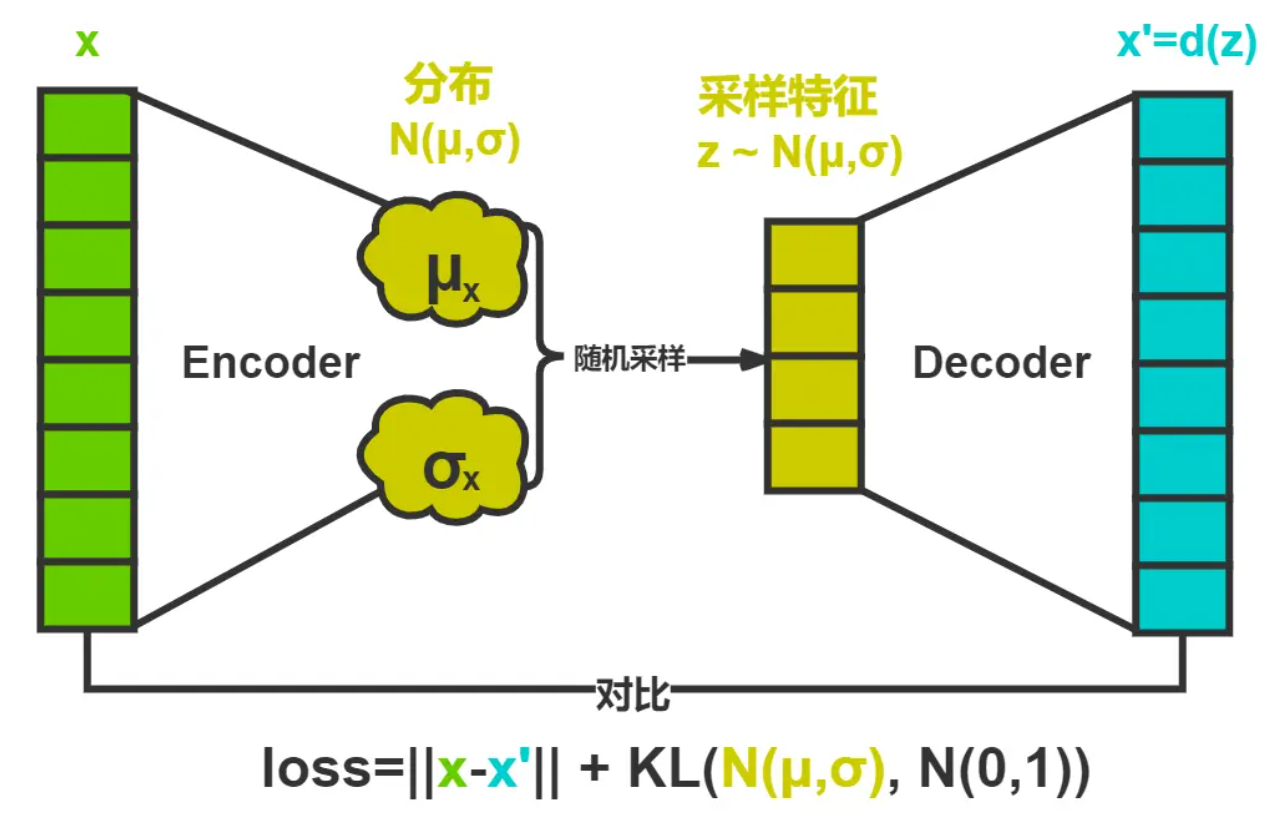 x
x'=d(z)
分布
N(μ,σ)
采样特征
z ~ N(μ,σ)
μx
Encoder
随机采样
Decoder
σx
对比
loss=||x-x'|| + KL(N(μ,σ), N(0,1))